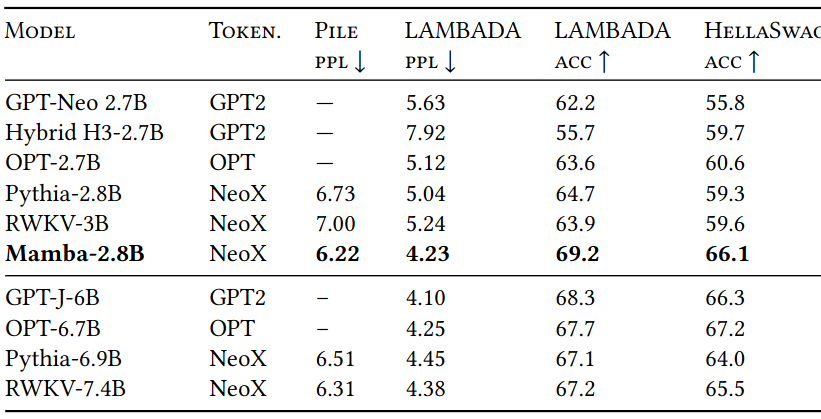 MODEL TOKEN. PILE LAMBADA LAMBADA HELLASWAG
PPL ↓ PPL ↓ ACC ↑ ACC ↑
GPT-Neo 2.7B GPT2 — 5.63 62.2 55.8
Hybrid H3-2.7B GPT2 — 7.92 55.7 59.7
OPT-2.7B OPT — 5.12 63.6 60.6
Pythia-2.8B NeoX 6.73 5.04 64.7 59.3
RWKV-3B NeoX 7.00 5.24 63.9 59.6
Mamba-2.8B NeoX 6.22 4.23 69.2 66.1
GPT-J-6B GPT2 – 4.10 68.3 66.3
OPT-6.7B OPT – 4.25 67.7 67.2
Pythia-6.9B NeoX 6.51 4.45 67.1 64.0
RWKV-7.4B NeoX 6.31 4.38 67.2 65.5